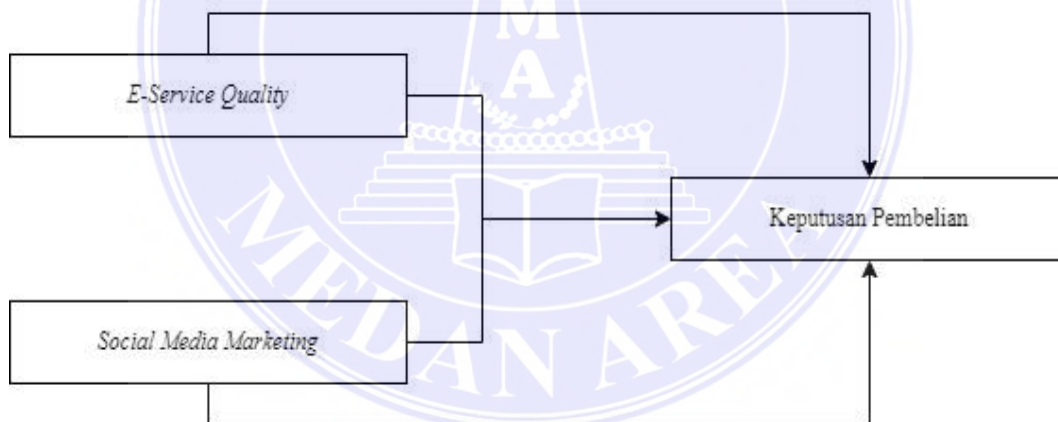 M
A
E-Service Quality
Keputusan Pembelian
Social Media Marketing
MEDAN AREA